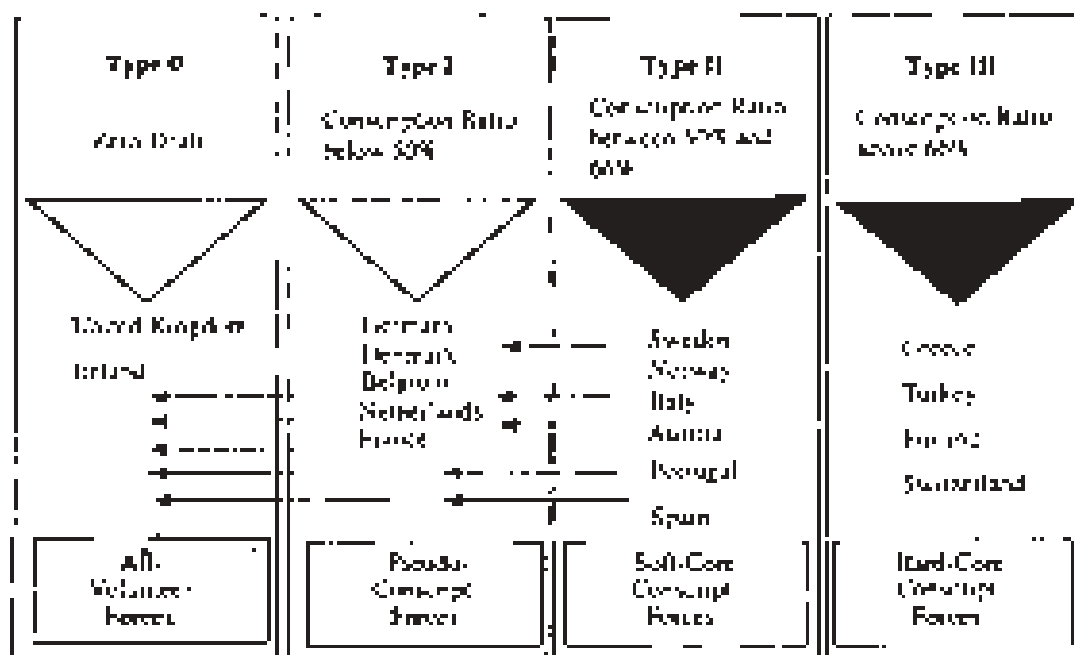 Type 0
Zero Draft
United Kingdom
Ireland
All-
Volunteer
Forces
Type I
Conscription Ratio
below 50%
Germany
Denmark
Belgium
Netherlands
France
Pseudo-
Conscript
Forces
Type II
Conscription Ratio
between 50% and
66%
Sweden
Norway
Italy
Austria
Portugal
Spain
Soft-Core
Conscript
Forces
Type III
Conscription Ratio
above 66%
Greece
Turkey
Finland
Switzerland
Hard-Core
Conscript
Forces